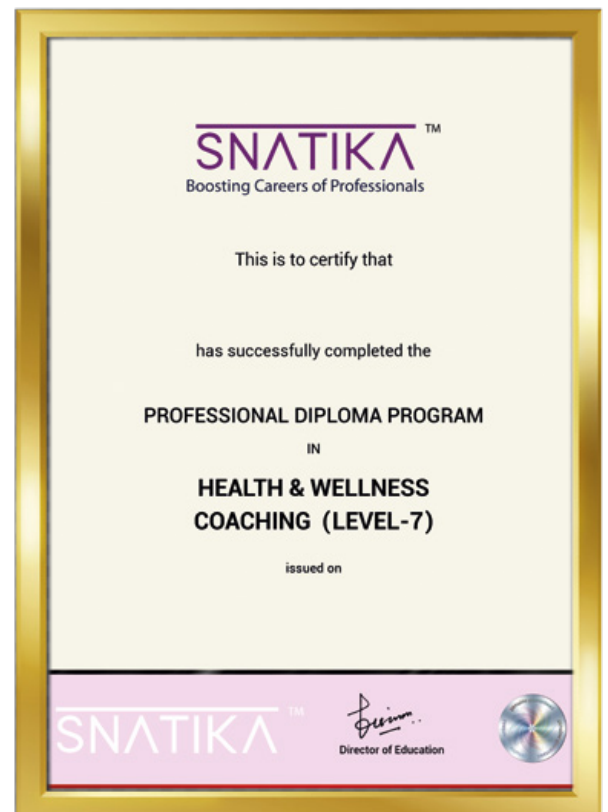 SNATIKA™
Boosting Careers of Professionals
This is to certify that
has successfully completed the
PROFESSIONAL DIPLOMA PROGRAM
IN
HEALTH & WELLNESS
COACHING (LEVEL-7)
issued on
SNATIKA™
Director of Education